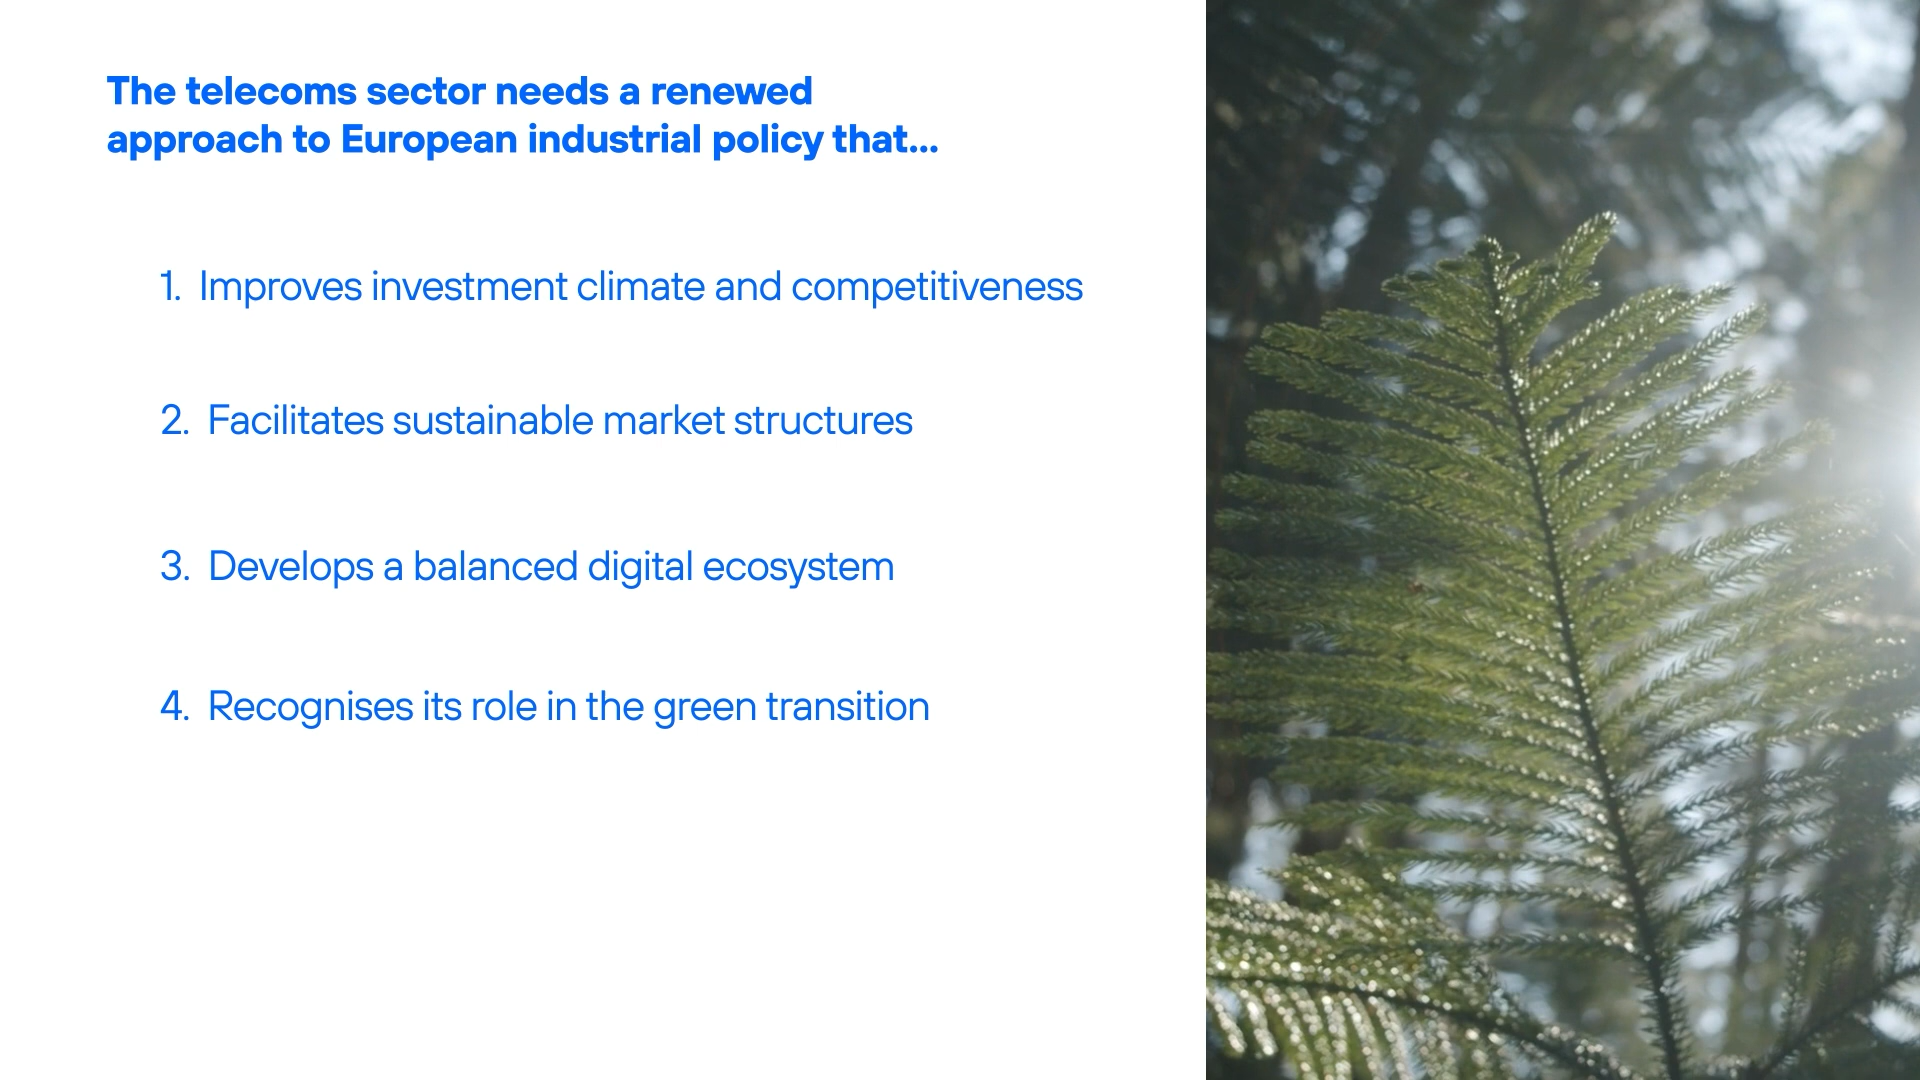 The telecoms sector needs a renewed
approach to European industrial policy that...
1. Improves investment climate and competitiveness
2. Facilitates sustainable market structures
3. Develops a balanced digital ecosystem
4. Recognises its role in the green transition